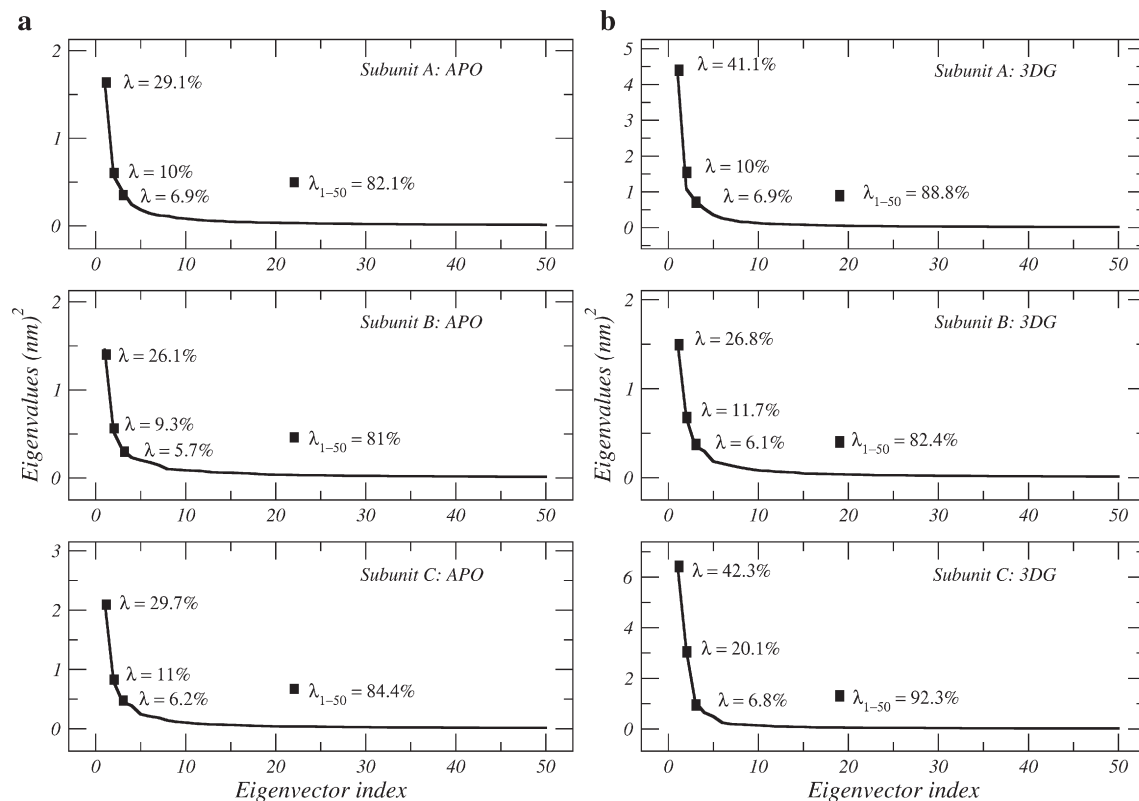 a
Subunit A: APO
λ = 29.1%
λ = 10%
λ = 6.9%
λ1–50 = 82.1%
2
1
0
0 10 20 30 40 50
Subunit B: APO
λ = 26.1%
λ = 9.3%
λ = 5.7%
λ1–50 = 81%
2
1
0
0 10 20 30 40 50
Eigenvalues (nm)2
Subunit C: APO
λ = 29.7%
λ = 11%
λ = 6.2%
λ1–50 = 84.4%
3
2
1
0
0 10 20 30 40 50
Eigenvector index
b
Subunit A: 3DG
λ = 41.1%
λ = 10%
λ = 6.9%
λ1–50 = 88.8%
5
4
3
2
1
0
0 10 20 30 40 50
Subunit B: 3DG
λ = 26.8%
λ = 11.7%
λ = 6.1%
λ1–50 = 82.4%
2
1
0
0 10 20 30 40 50
Eigenvalues (nm)2
Subunit C: 3DG
λ = 42.3%
λ = 20.1%
λ = 6.8%
λ1–50 = 92.3%
6
4
2
0
0 10 20 30 40 50
Eigenvector index